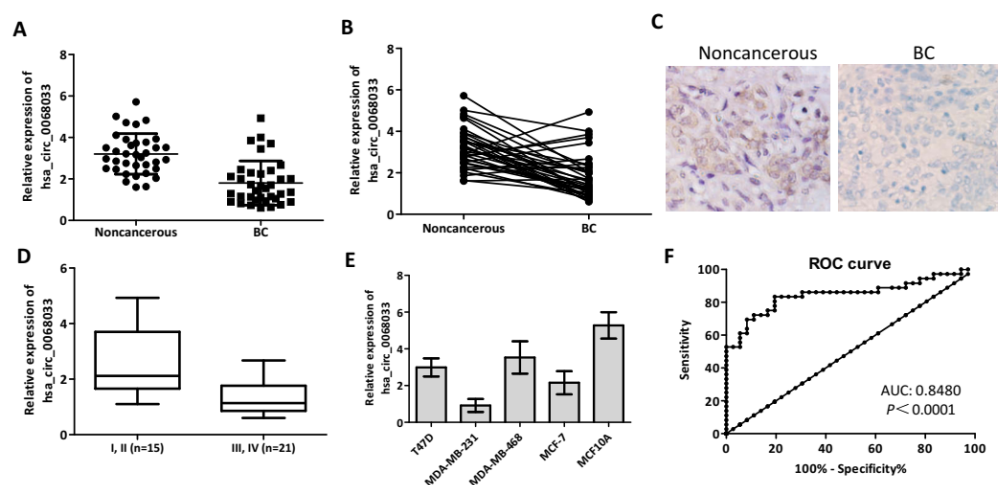 A
Relative expression of
hsa_circ_0068033
8
6
4
2
0
Noncancerous
BC
B
Relative expression of
hsa_circ_0068033
8
6
4
2
0
Noncancerous
BC
C
Noncancerous
BC
D
Relative expression of
hsa_circ_0068033
6
4
2
0
I, II (n=15)
III, IV (n=21)
E
Relative expression of
hsa_circ_0068033
8
6
4
2
0
T47D
MDA-MB-231
MDA-MB-468
MCF-7
MCF10A
F
ROC curve
Sensitivity
100
80
60
40
20
0
AUC: 0.8480
P< 0.0001
0
20
40
60
80
100
100% - Specificity%